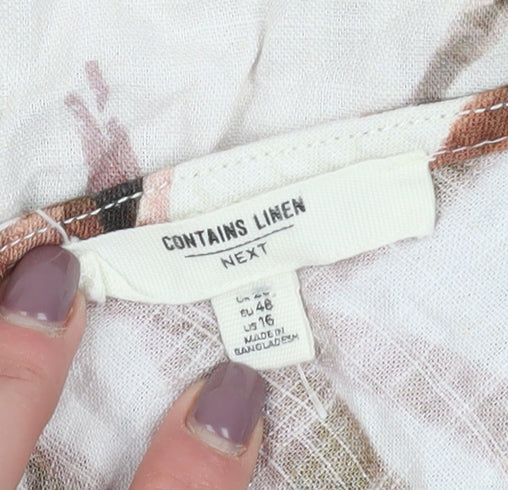 CONTAINS LINEN
NEXT
EU 48
US 16
MADE IN
BANGLADESH